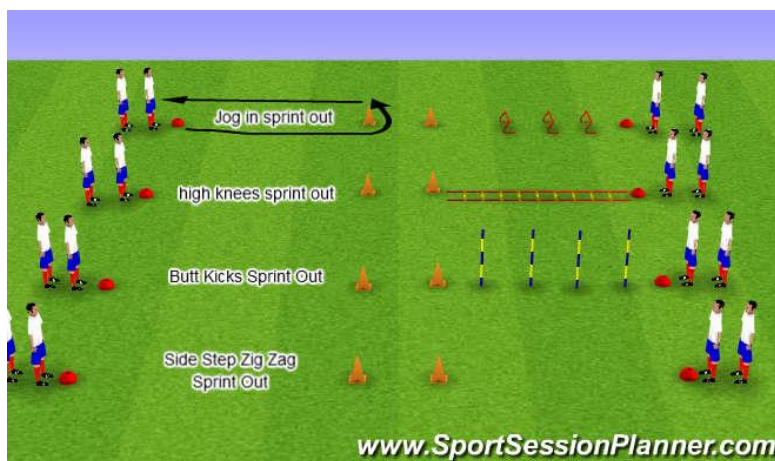 Jog in sprint out
high knees sprint out
Butt Kicks Sprint Out
Side Step Zig Zag
Sprint Out
www.SportSessionPlanner.com